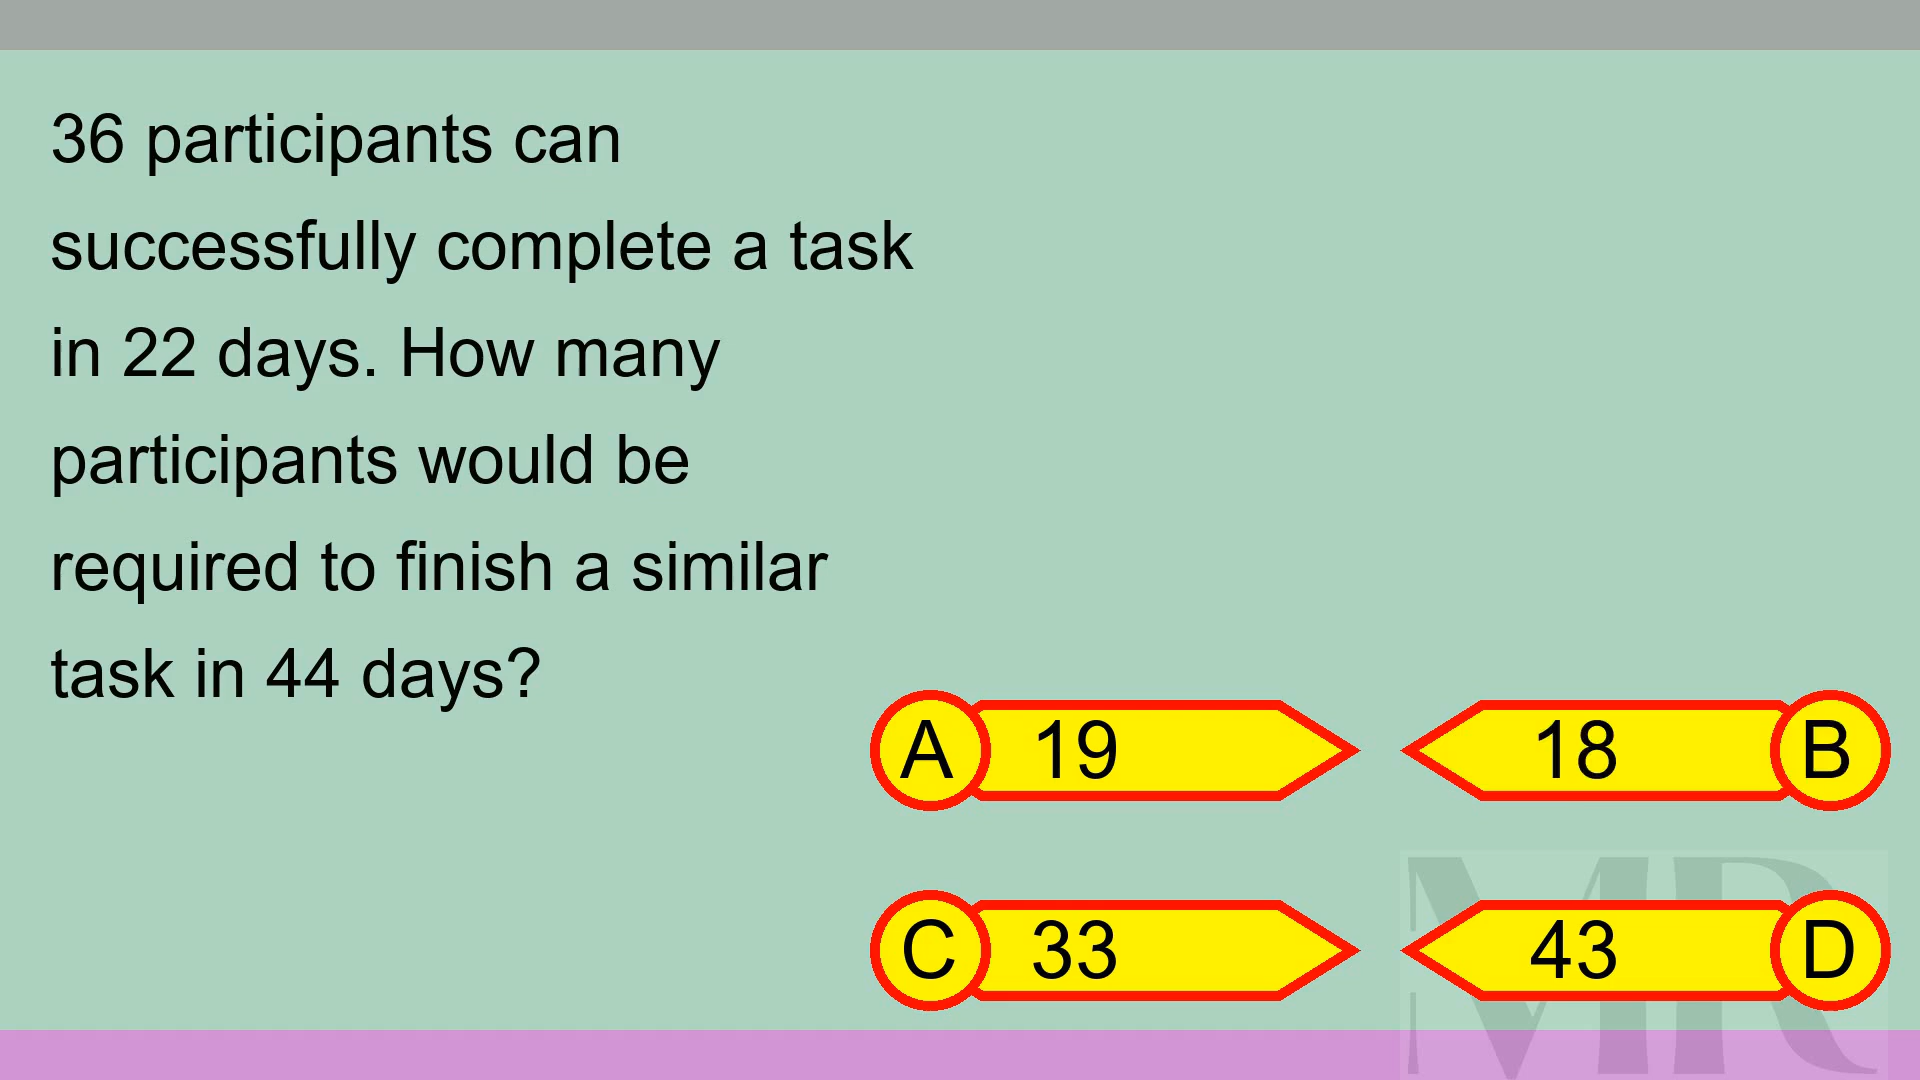 36 participants can
successfully complete a task
in 22 days. How many
participants would be
required to finish a similar
task in 44 days?
A 19
18 B
C 33
43 D
MR